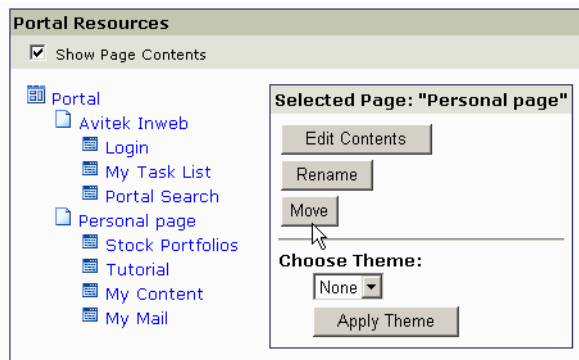 Portal Resources
Show Page Contents
Portal
Avitek Inweb
Login
My Task List
Portal Search
Personal page
Stock Portfolios
Tutorial
My Content
My Mail
Selected Page: "Personal page"
Edit Contents
Rename
Move
Choose Theme:
None
Apply Theme